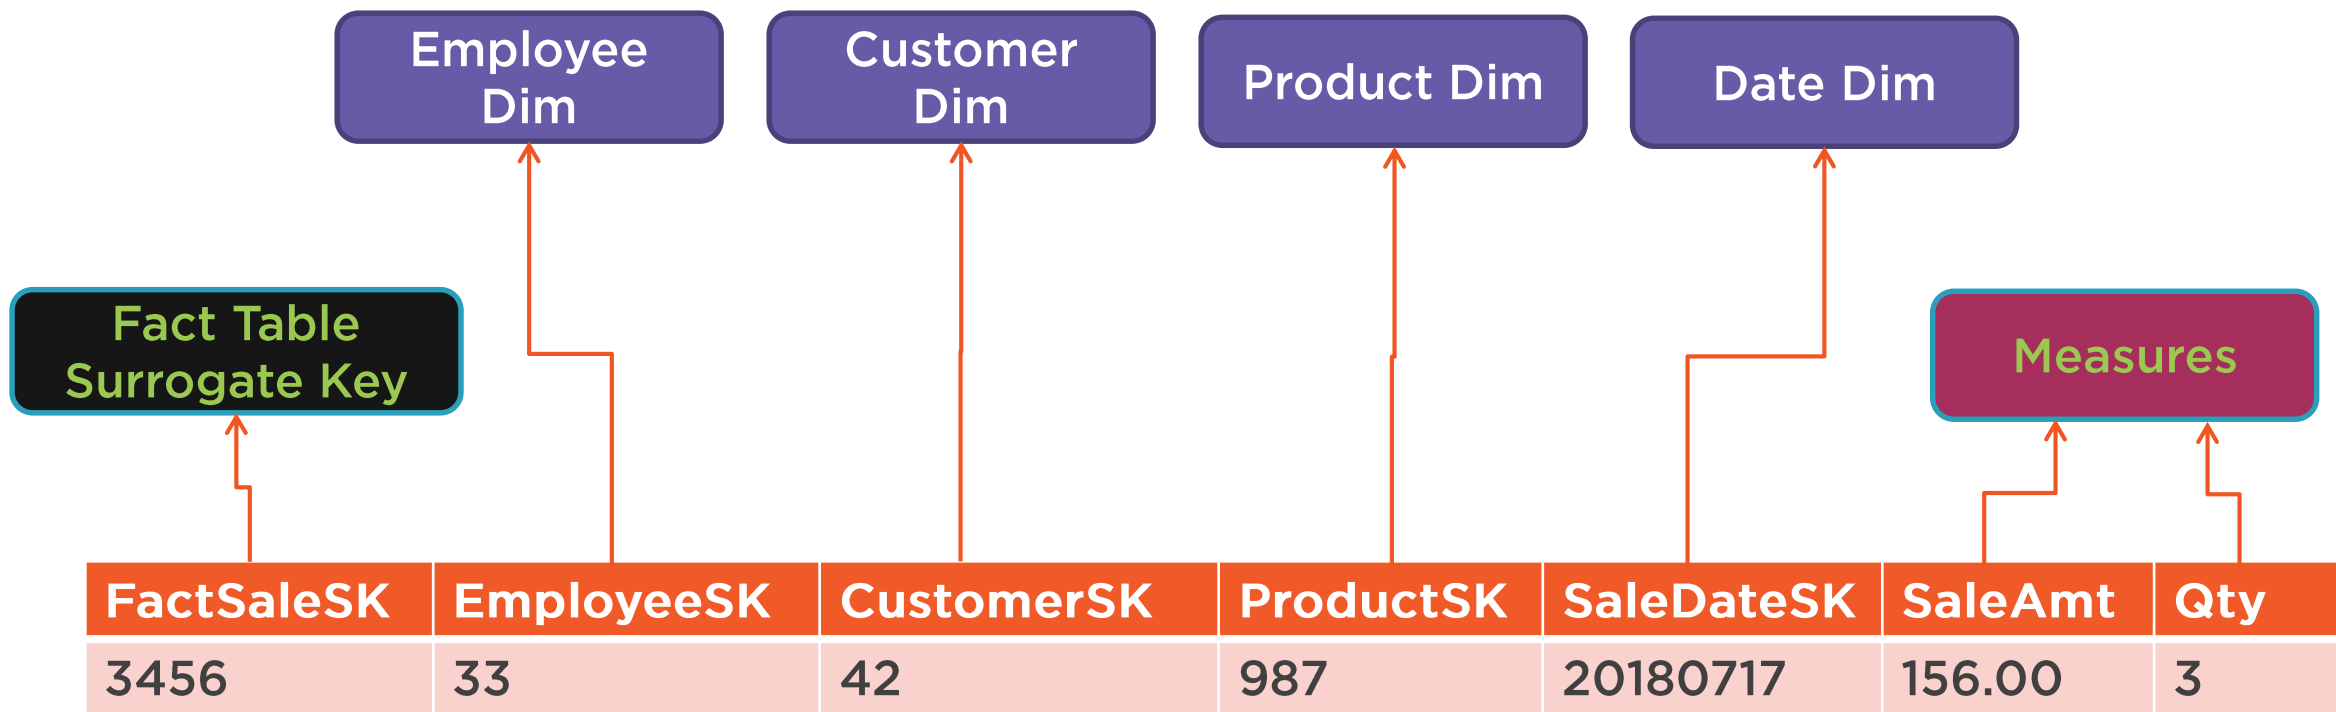 Employee
Dim
Customer
Dim
Product Dim
Date Dim
Fact Table
Surrogate Key
Measures
FactSaleSK EmployeeSK CustomerSK ProductSK SaleDateSK SaleAmt Qty
3456 33 42 987 20180717 156.00 3